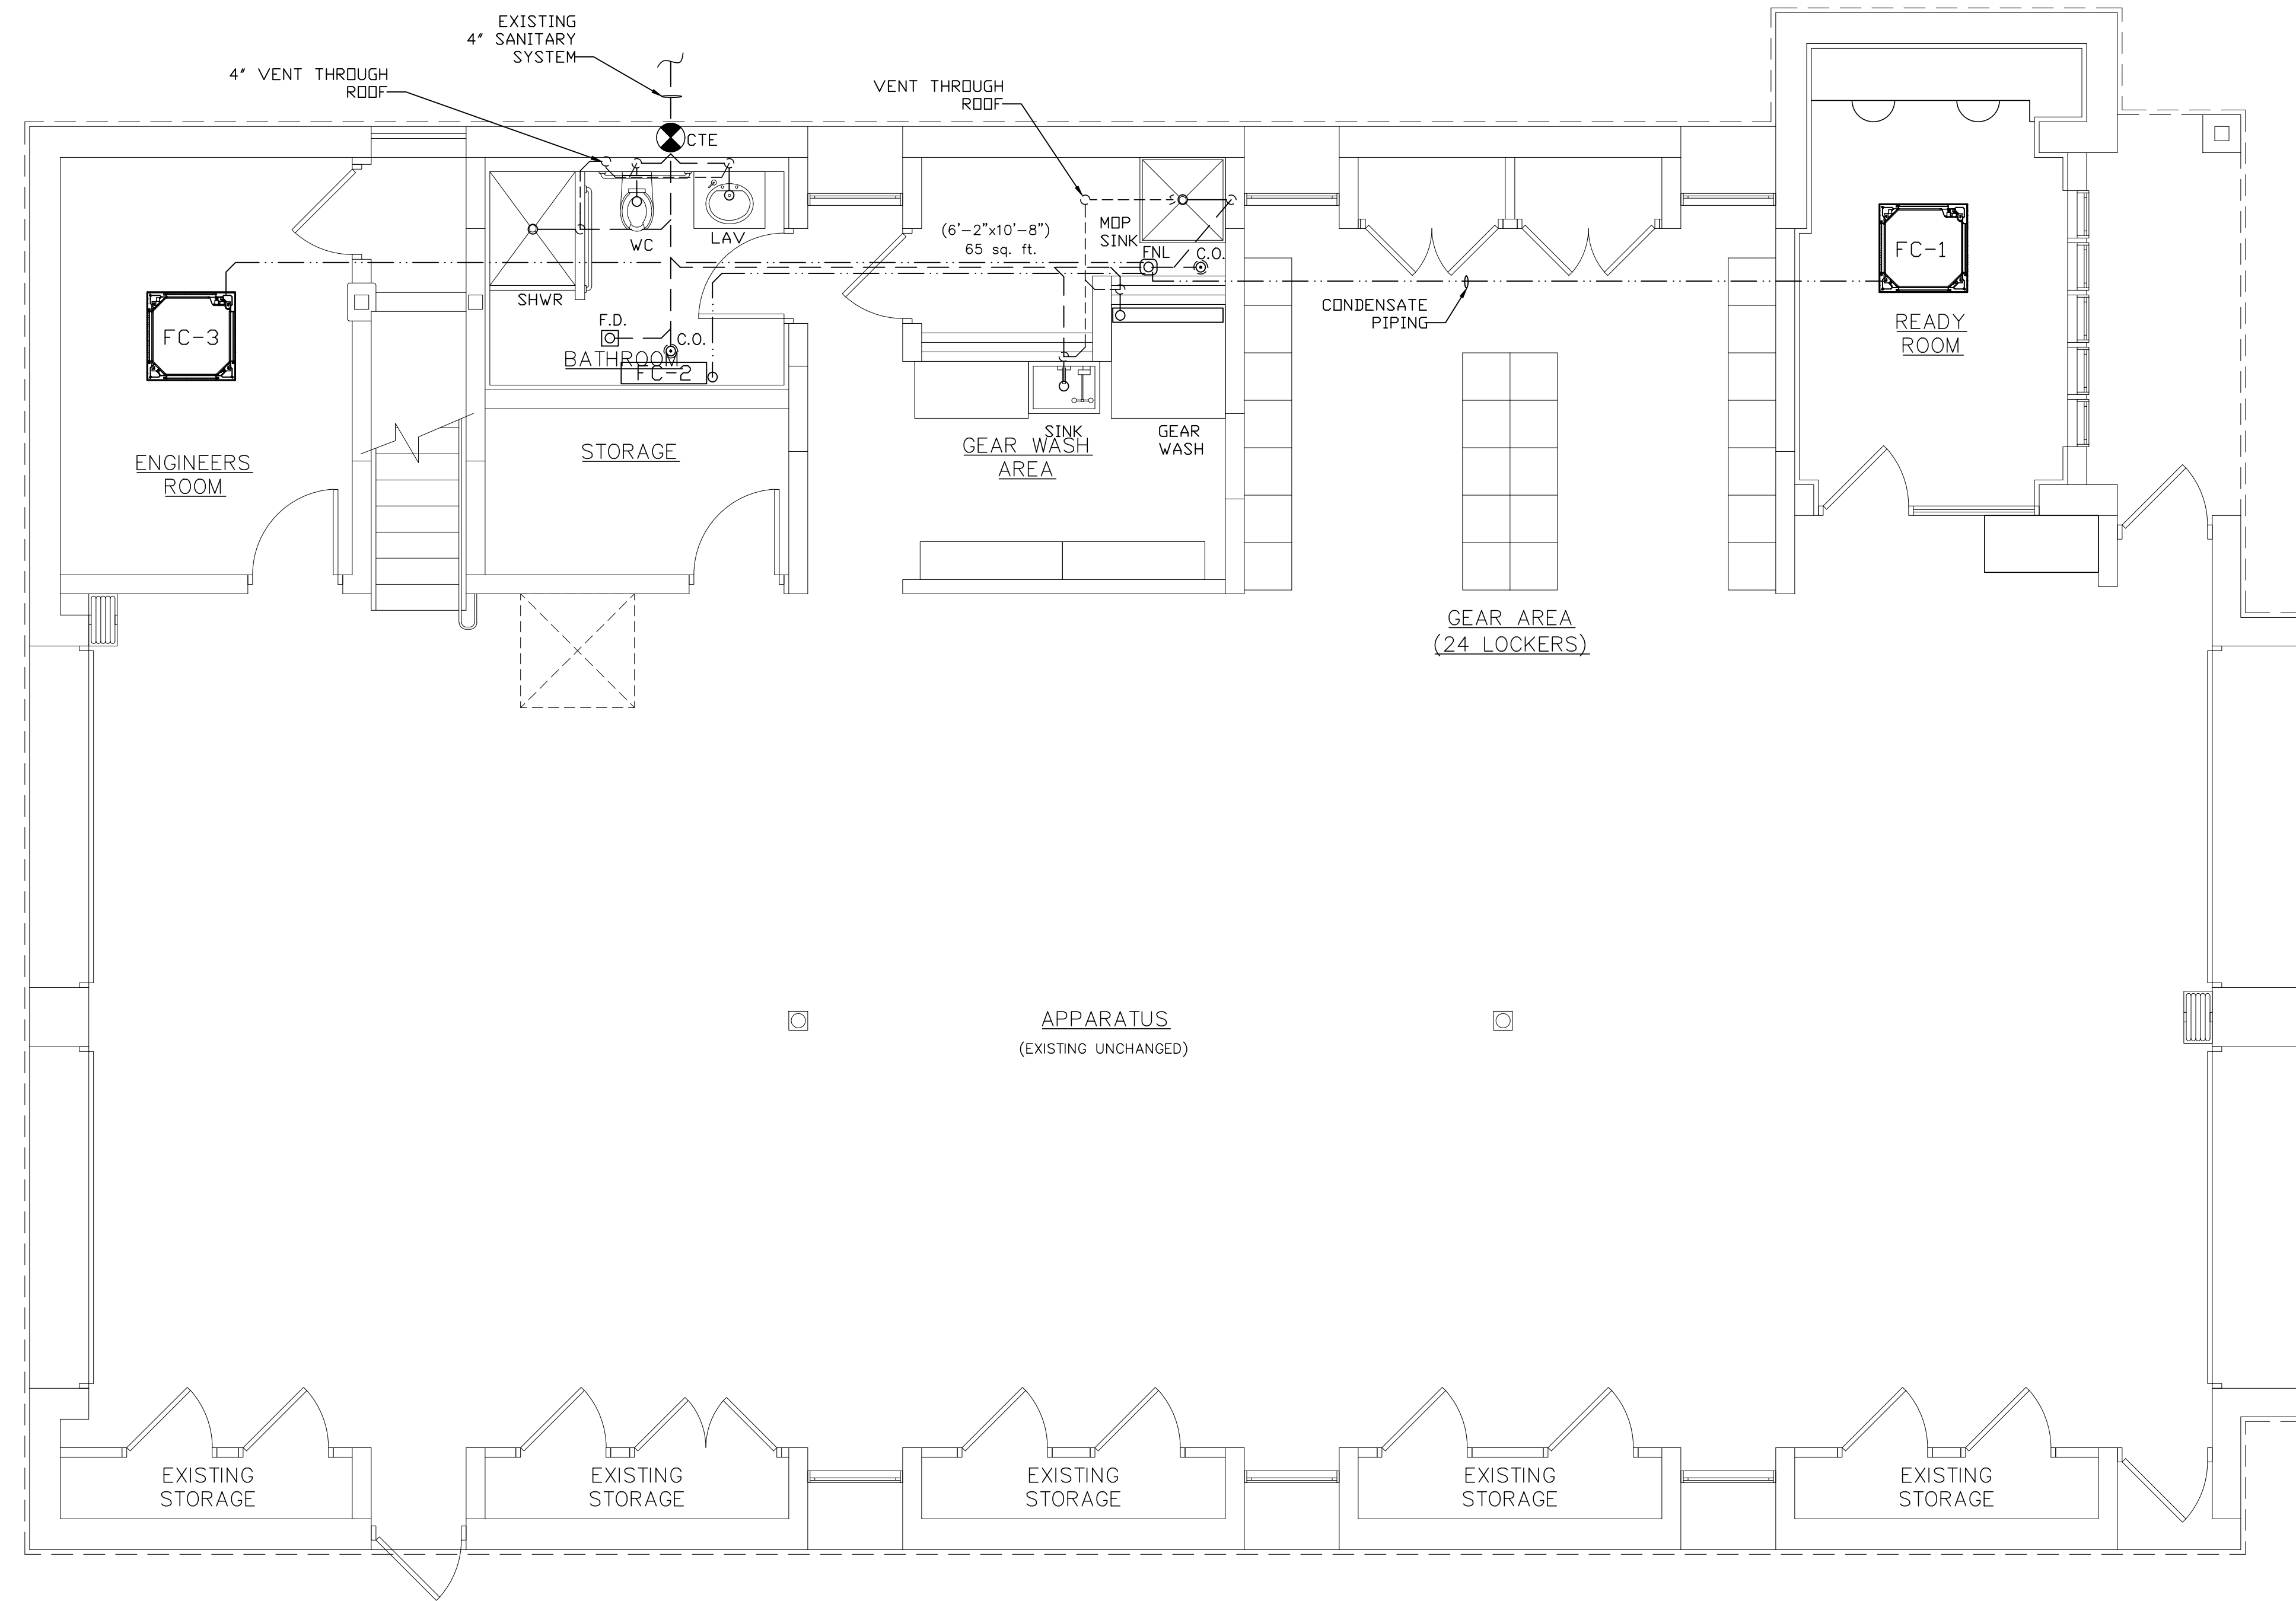 EXISTING
4" SANITARY
SYSTEM
4" VENT THROUGH
ROOF
VENT THROUGH
ROOF
CTE
WC
LAV
(6'-2"x10'-8")
65 sq. ft.
MOP
SINK
FNL
C.O.
FC-1
SHWR
CONDENSATE
PIPING
READY
ROOM
FC-3
F.D.
C.O.
BATHROOM
FC-2
ENGINEERS
ROOM
STORAGE
SINK
GEAR WASH
AREA
GEAR
WASH
GEAR AREA
(24 LOCKERS)
APPARATUS
(EXISTING UNCHANGED)
EXISTING
STORAGE
EXISTING
STORAGE
EXISTING
STORAGE
EXISTING
STORAGE
EXISTING
STORAGE